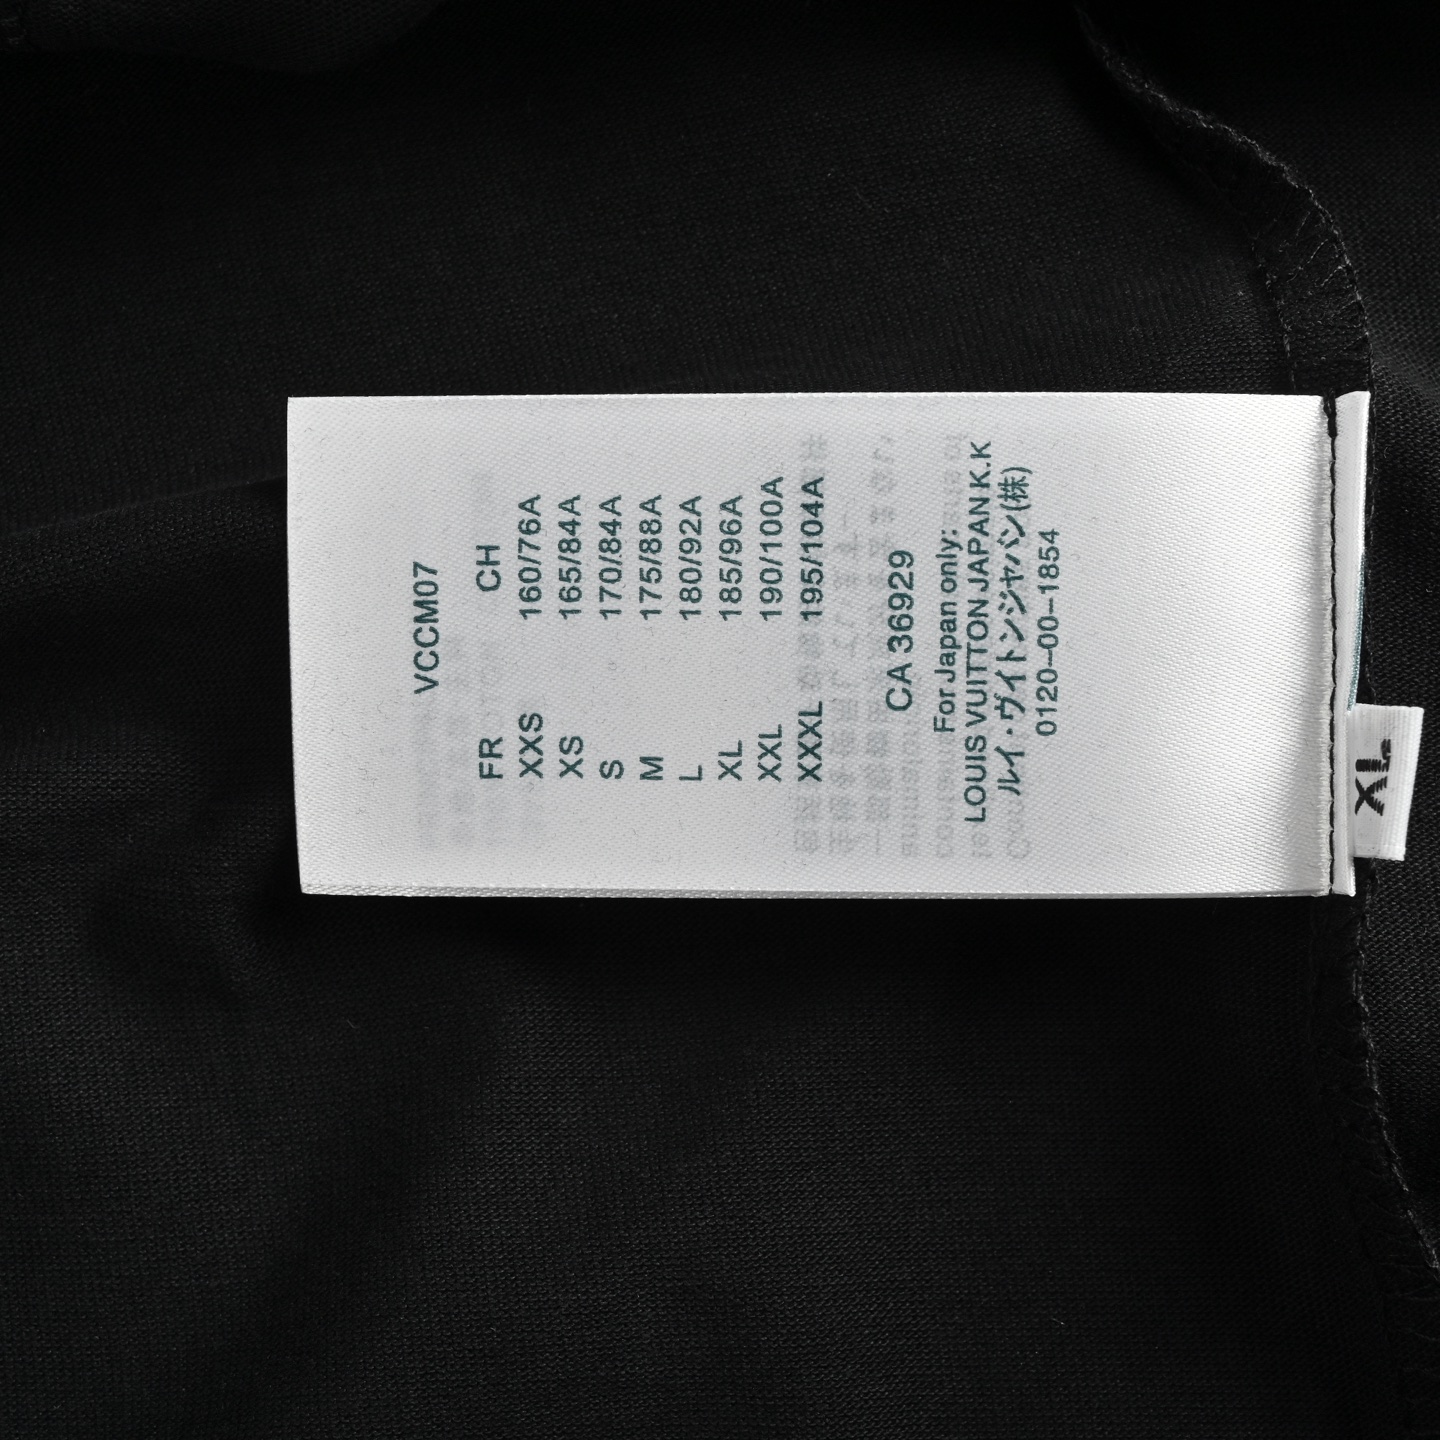 VCCM07
FR CH
XXS 160/76A
XS 165/84A
S 170/84A
M 175/88A
L 180/92A
XL 185/96A
XXL 190/100A
XXXL 195/104A
CA 36929
For Japan only:
LOUIS VUITTON JAPAN K.K
ルイ・ヴィトンジャパン(株)
0120-00-1854
XL